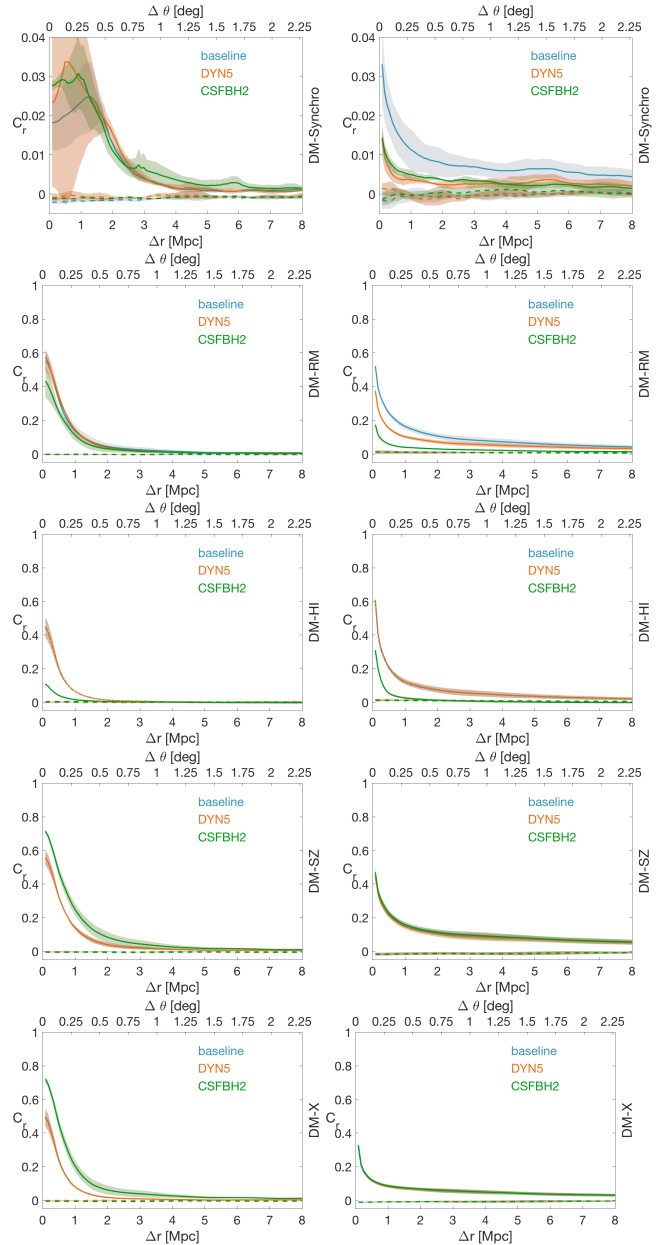 Δ θ [deg]
0 0.25 0.5 0.75 1 1.25 1.5 1.75 2 2.25
0.04
0.03
0.02
0.01
0
C_r
baseline
DYN5
CSFBH2
DM-Synchro
0 1 2 3 4 5 6 7 8
Δr [Mpc]
Δ θ [deg]
0 0.25 0.5 0.75 1 1.25 1.5 1.75 2 2.25
0.04
0.03
0.02
0.01
0
C_r
baseline
DYN5
CSFBH2
DM-Synchro
0 1 2 3 4 5 6 7 8
Δr [Mpc]
Δ θ [deg]
0 0.25 0.5 0.75 1 1.25 1.5 1.75 2 2.25
1
0.8
0.6
0.4
0.2
0
C_r
baseline
DYN5
CSFBH2
DM-RM
0 1 2 3 4 5 6 7 8
Δr [Mpc]
Δ θ [deg]
0 0.25 0.5 0.75 1 1.25 1.5 1.75 2 2.25
1
0.8
0.6
0.4
0.2
0
C_r
baseline
DYN5
CSFBH2
DM-RM
0 1 2 3 4 5 6 7 8
Δr [Mpc]
Δ θ [deg]
0 0.25 0.5 0.75 1 1.25 1.5 1.75 2 2.25
1
0.8
0.6
0.4
0.2
0
C_r
baseline
DYN5
CSFBH2
DM-HI
0 1 2 3 4 5 6 7 8
Δr [Mpc]
Δ θ [deg]
0 0.25 0.5 0.75 1 1.25 1.5 1.75 2 2.25
1
0.8
0.6
0.4
0.2
0
C_r
baseline
DYN5
CSFBH2
DM-HI
0 1 2 3 4 5 6 7 8
Δr [Mpc]
Δ θ [deg]
0 0.25 0.5 0.75 1 1.25 1.5 1.75 2 2.25
1
0.8
0.6
0.4
0.2
0
C_r
baseline
DYN5
CSFBH2
DM-SZ
0 1 2 3 4 5 6 7 8
Δr [Mpc]
Δ θ [deg]
0 0.25 0.5 0.75 1 1.25 1.5 1.75 2 2.25
1
0.8
0.6
0.4
0.2
0
C_r
baseline
DYN5
CSFBH2
DM-SZ
0 1 2 3 4 5 6 7 8
Δr [Mpc]
Δ θ [deg]
0 0.25 0.5 0.75 1 1.25 1.5 1.75 2 2.25
1
0.8
0.6
0.4
0.2
0
C_r
baseline
DYN5
CSFBH2
DM-X
0 1 2 3 4 5 6 7 8
Δr [Mpc]
Δ θ [deg]
0 0.25 0.5 0.75 1 1.25 1.5 1.75 2 2.25
1
0.8
0.6
0.4
0.2
0
C_r
baseline
DYN5
CSFBH2
DM-X
0 1 2 3 4 5 6 7 8
Δr [Mpc]